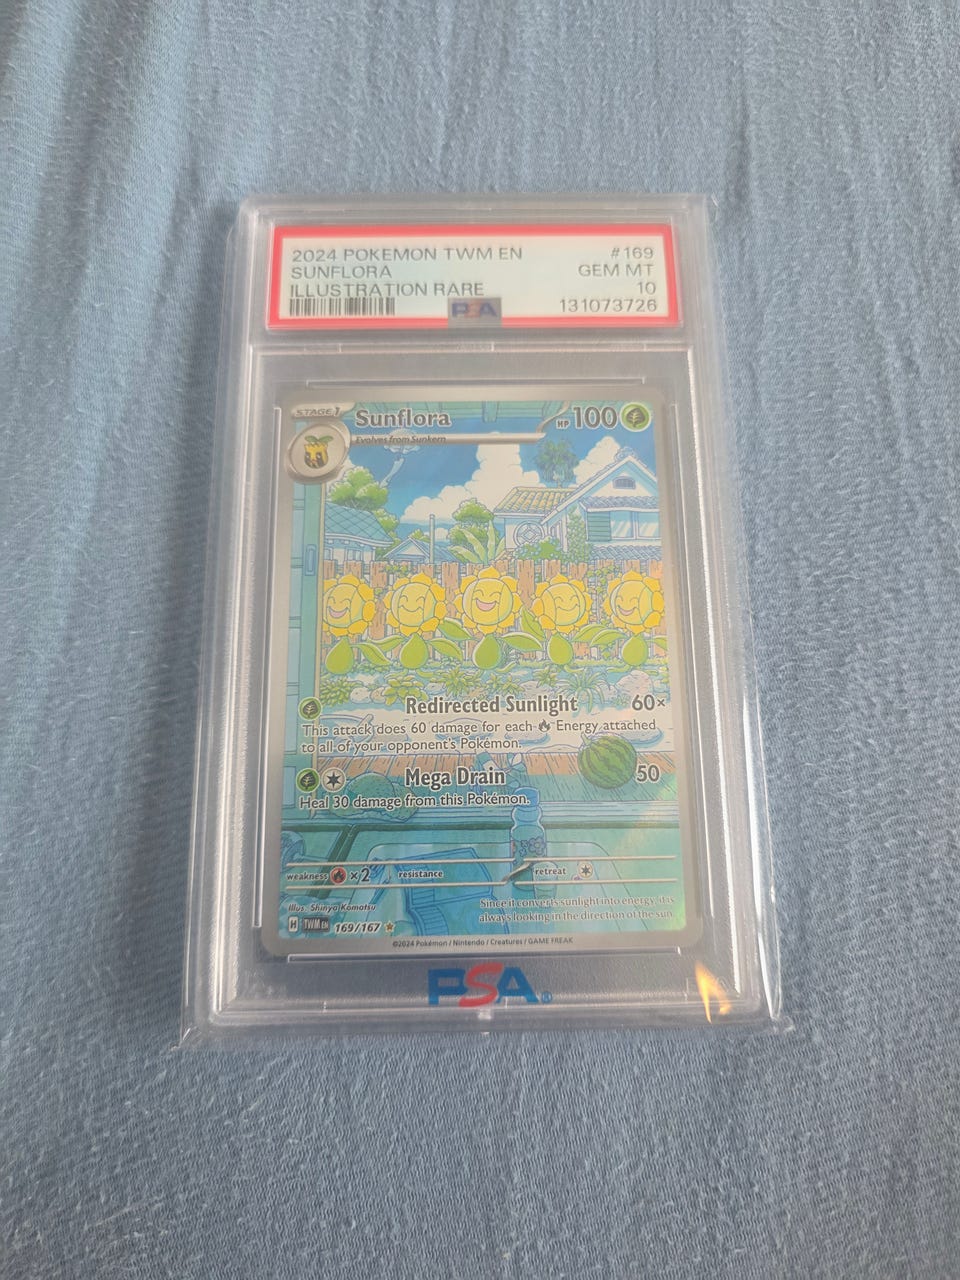 2024 POKEMON TWM EN #169
SUNFLORA GEM MT
ILLUSTRATION RARE 10
PSA 131073726
STAGE 1 Sunflora HP 100
Evolves from Sunkern
Redirected Sunlight 60×
This attack does 60 damage for each Energy attached
to all of your opponent's Pokémon.
Mega Drain 50
Heal 30 damage from this Pokémon.
weakness ×2 resistance retreat
Illus. Shinya Komatsu
Since it converts sunlight into energy, it is
always looking in the direction of the sun.
H TWM EN 169/167
©2024 Pokémon / Nintendo / Creatures / GAME FREAK
PSA®